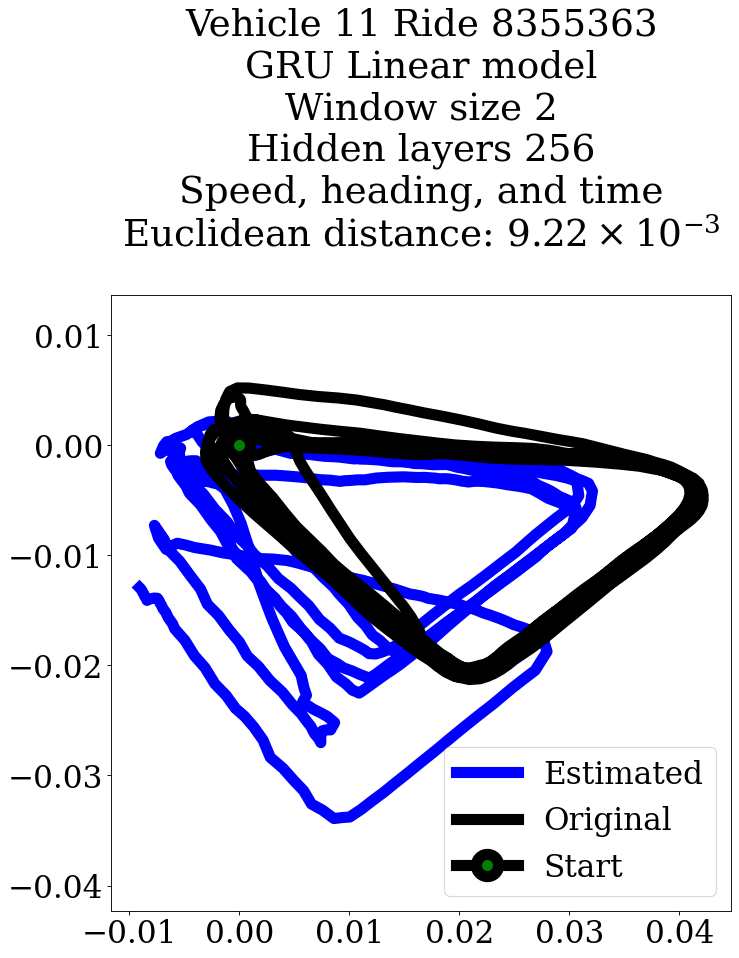 Vehicle 11 Ride 8355363
GRU Linear model
Window size 2
Hidden layers 256
Speed, heading, and time
Euclidean distance: 9.22 × 10⁻³
0.01
0.00
−0.01
−0.02
−0.03
−0.04
Estimated
Original
Start
−0.01 0.00 0.01 0.02 0.03 0.04